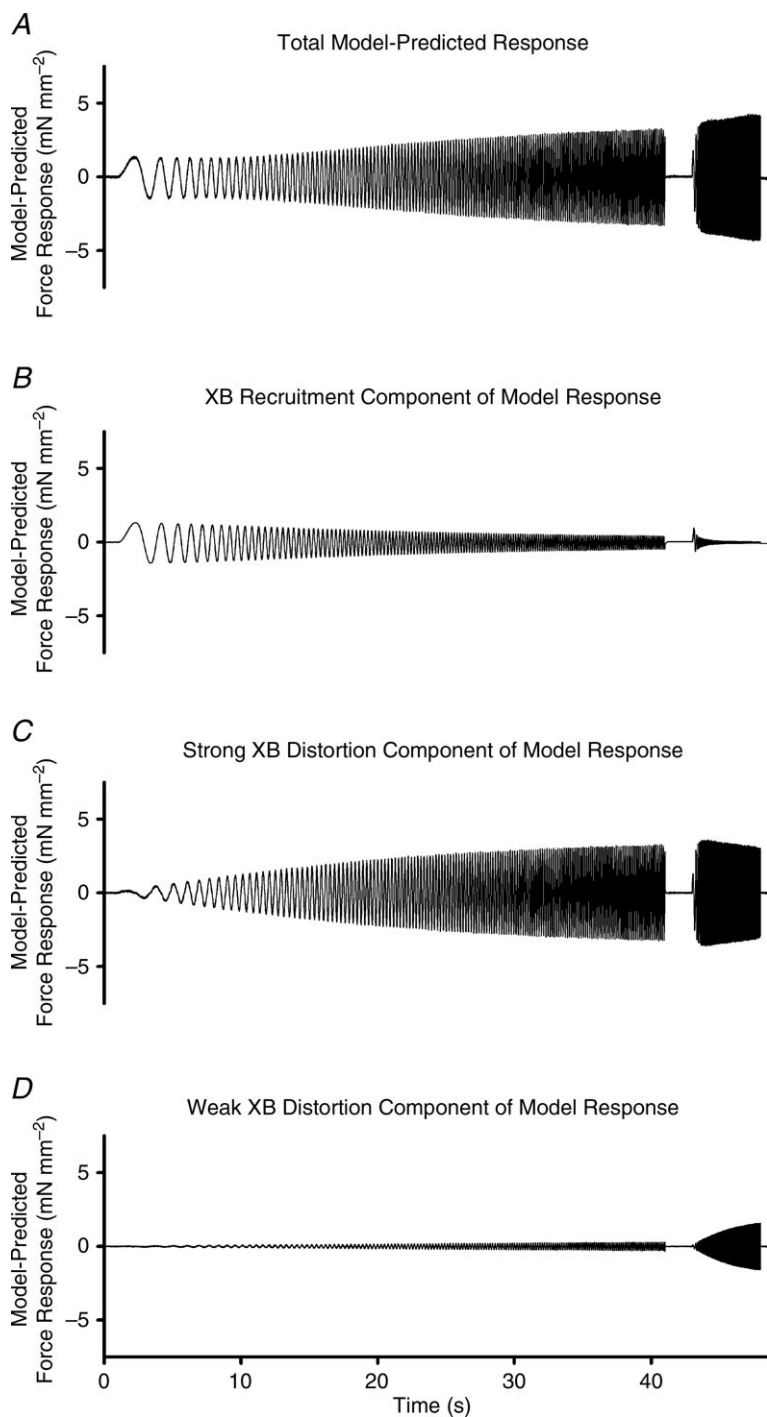 A
Total Model-Predicted Response
Model-Predicted
Force Response (mN mm⁻²)
5
0
−5
B
XB Recruitment Component of Model Response
Model-Predicted
Force Response (mN mm⁻²)
5
0
−5
C
Strong XB Distortion Component of Model Response
Model-Predicted
Force Response (mN mm⁻²)
5
0
−5
D
Weak XB Distortion Component of Model Response
Model-Predicted
Force Response (mN mm⁻²)
5
0
−5
0 10 20 30 40
Time (s)